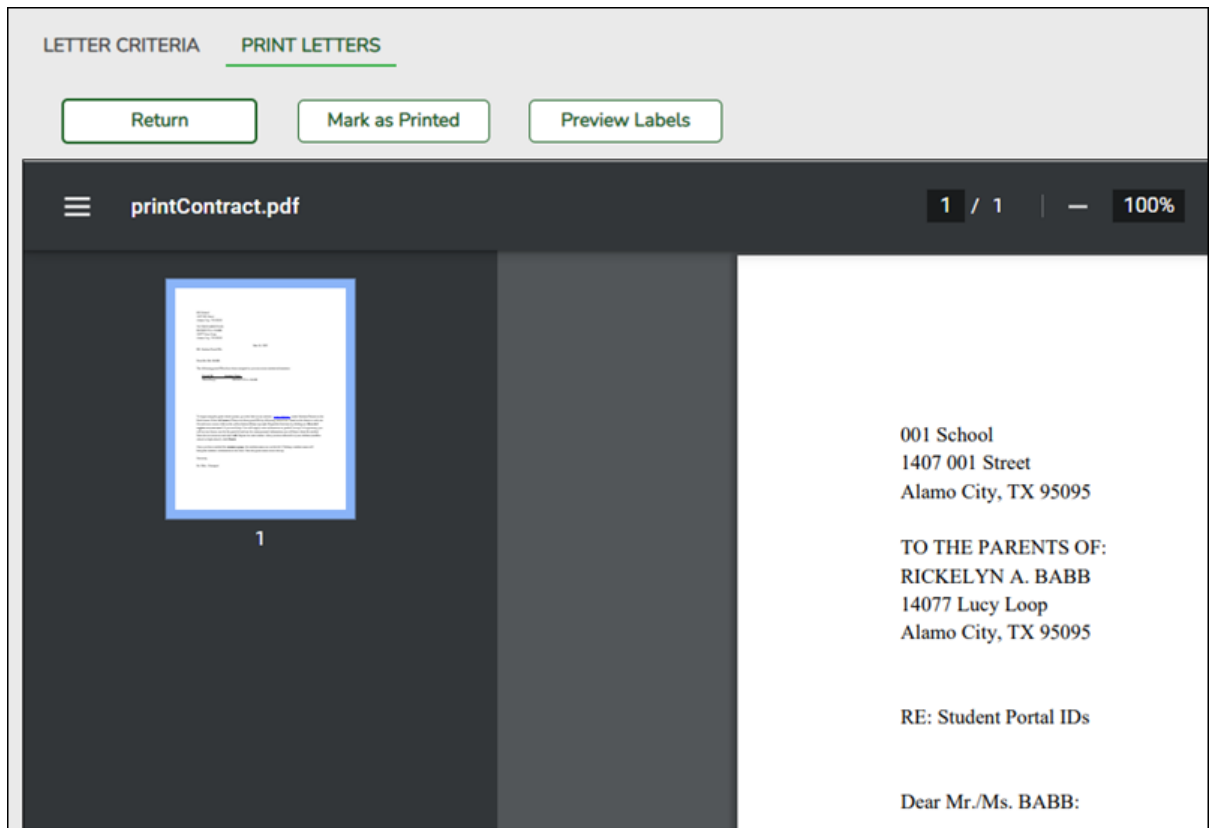 LETTER CRITERIA PRINT LETTERS
Return Mark as Printed Preview Labels
printContract.pdf 1 / 1 100%
1
001 School
1407 001 Street
Alamo City, TX 95095
TO THE PARENTS OF:
RICKELYN A. BABB
14077 Lucy Loop
Alamo City, TX 95095
RE: Student Portal IDs
Dear Mr./Ms. BABB: